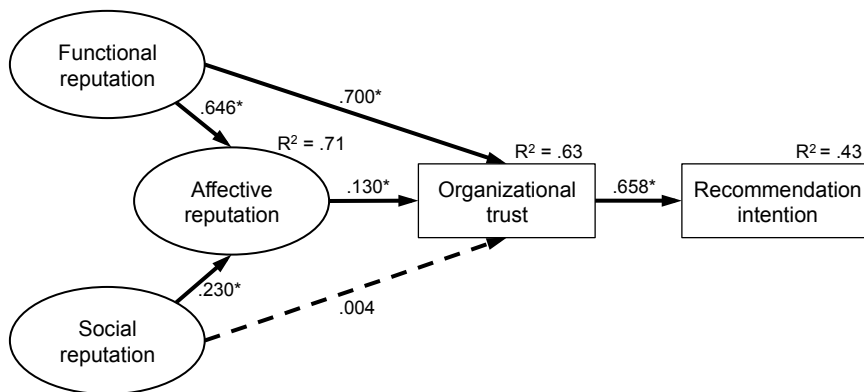 Functional
reputation
.700*
.646*
R² = .71
R² = .63
R² = .43
Affective
reputation
.130*
Organizational
trust
.658*
Recommendation
intention
.230*
.004
Social
reputation